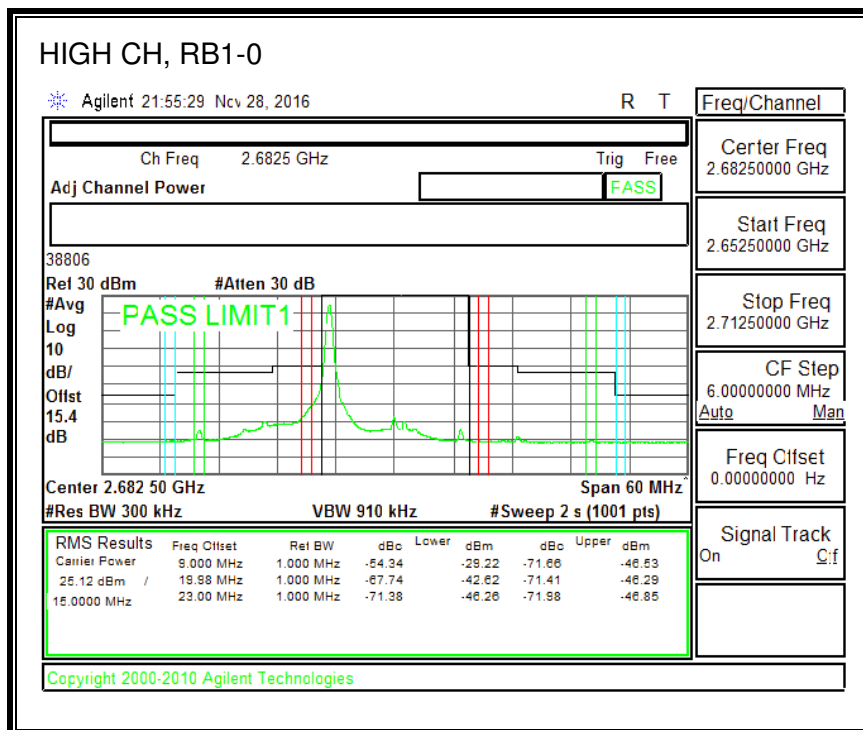 HIGH CH, RB1-0
Agilent 21:55:29 Nov 28, 2016 R T
Freq/Channel
Ch Freq 2.6825 GHz Trig Free
Adj Channel Power PASS
Center Freq
2.68250000 GHz
Start Freq
2.65250000 GHz
38806
Ref 30 dBm #Atten 30 dB
#Avg
Log
10
dB/
Offst
15.4
dB
PASS LIMIT1
Stop Freq
2.71250000 GHz
CF Step
6.00000000 MHz
Auto Man
Freq Offset
0.00000000 Hz
Center 2.682 50 GHz Span 60 MHz
#Res BW 300 kHz VBW 910 kHz #Sweep 2 s (1001 pts)
Signal Track
On Off
RMS Results Freq Offset Ref BW dBc Lower dBm dBc Upper dBm
Carrier Power 9.000 MHz 1.000 MHz -54.34 -29.22 -71.66 -46.53
25.12 dBm / 19.98 MHz 1.000 MHz -67.74 -42.62 -71.41 -46.29
15.0000 MHz 23.00 MHz 1.000 MHz -71.38 -46.26 -71.98 -46.85
Copyright 2000-2010 Agilent Technologies